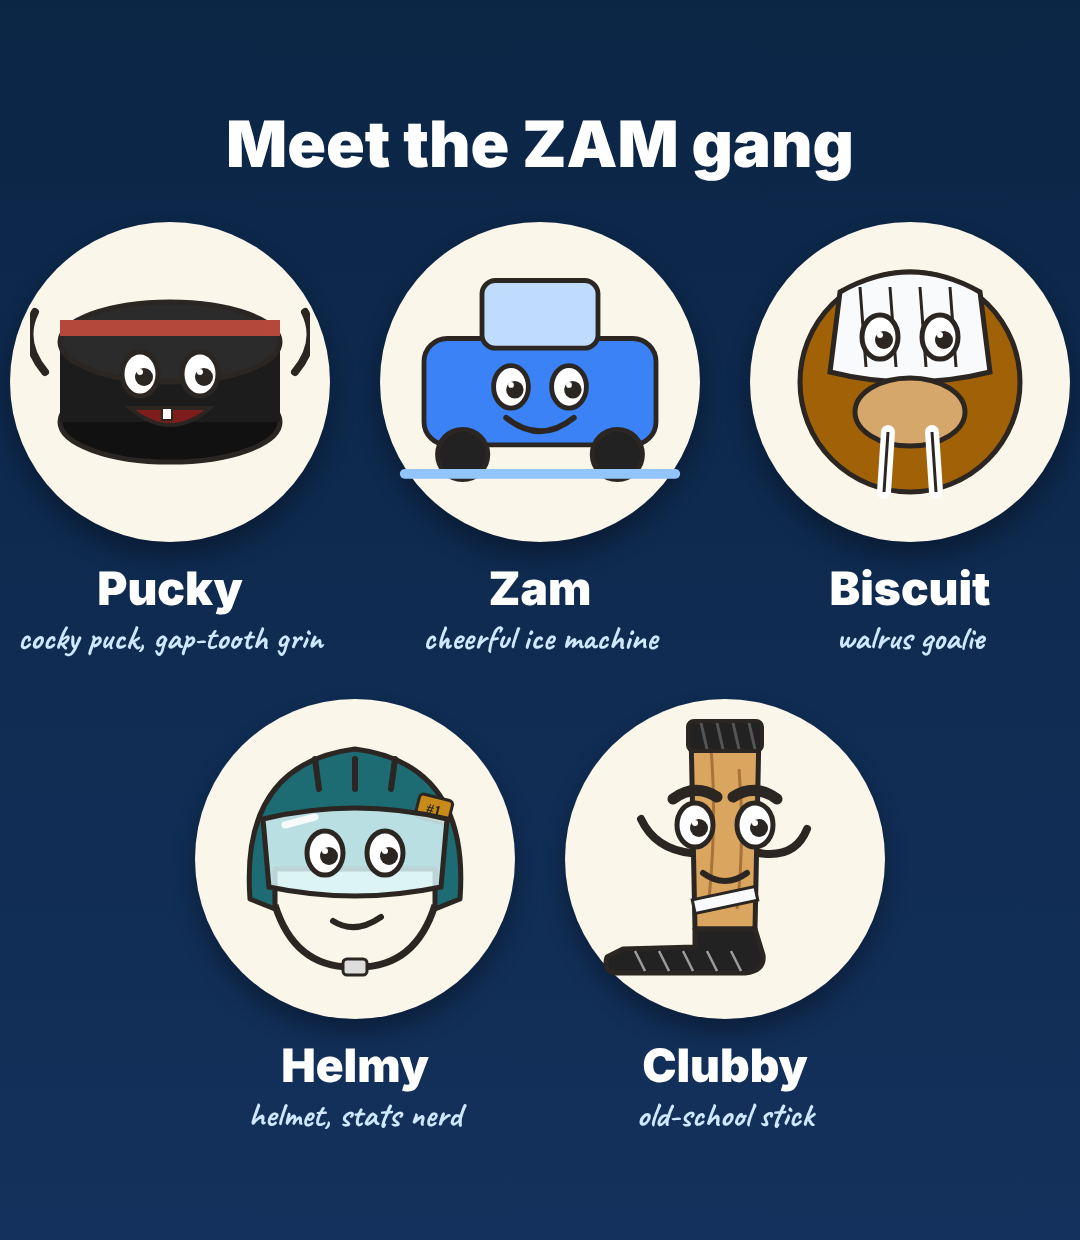 Meet the ZAM gang
Pucky
cocky puck, gap-tooth grin
Zam
cheerful ice machine
Biscuit
walrus goalie
#1
Helmy
helmet, stats nerd
Clubby
old-school stick